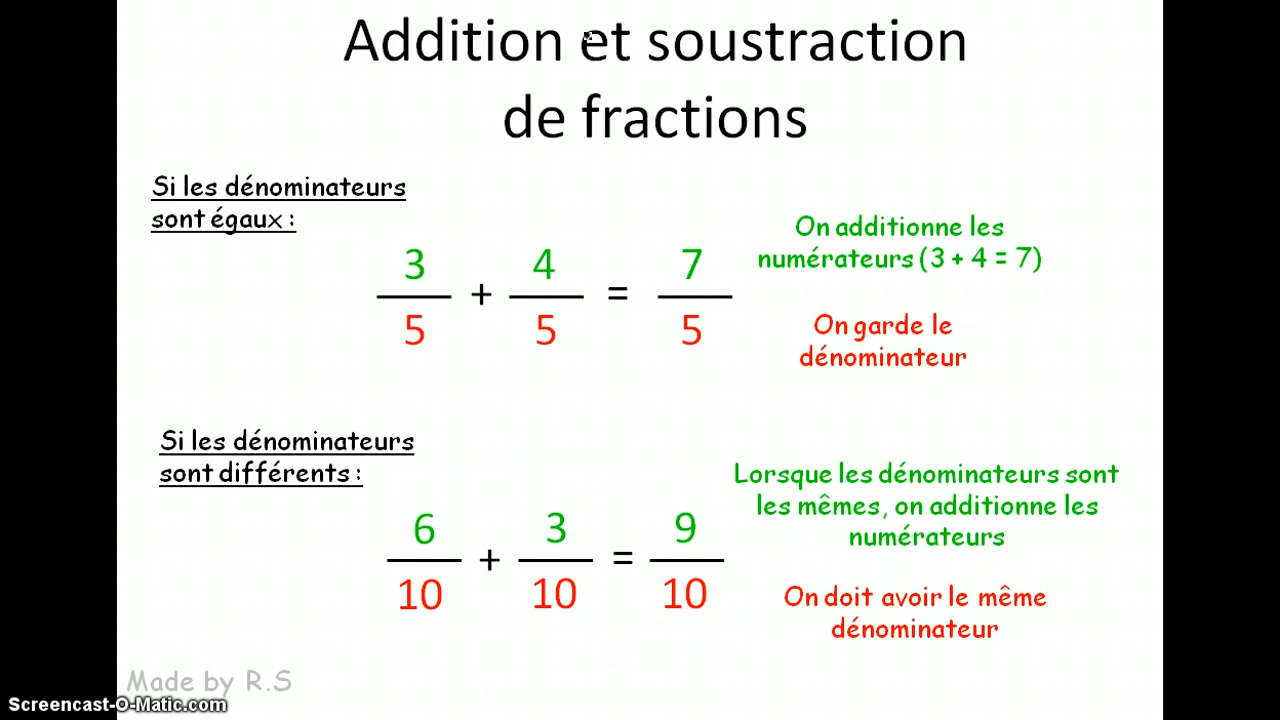 Addition et soustraction
de fractions
Si les dénominateurs
sont égaux :
3/5 + 4/5 = 7/5
On additionne les
numérateurs (3 + 4 = 7)
On garde le
dénominateur
Si les dénominateurs
sont différents :
6/10 + 3/10 = 9/10
Lorsque les dénominateurs sont
les mêmes, on additionne les
numérateurs
On doit avoir le même
dénominateur
Made by R.S
Screencast-O-Matic.com